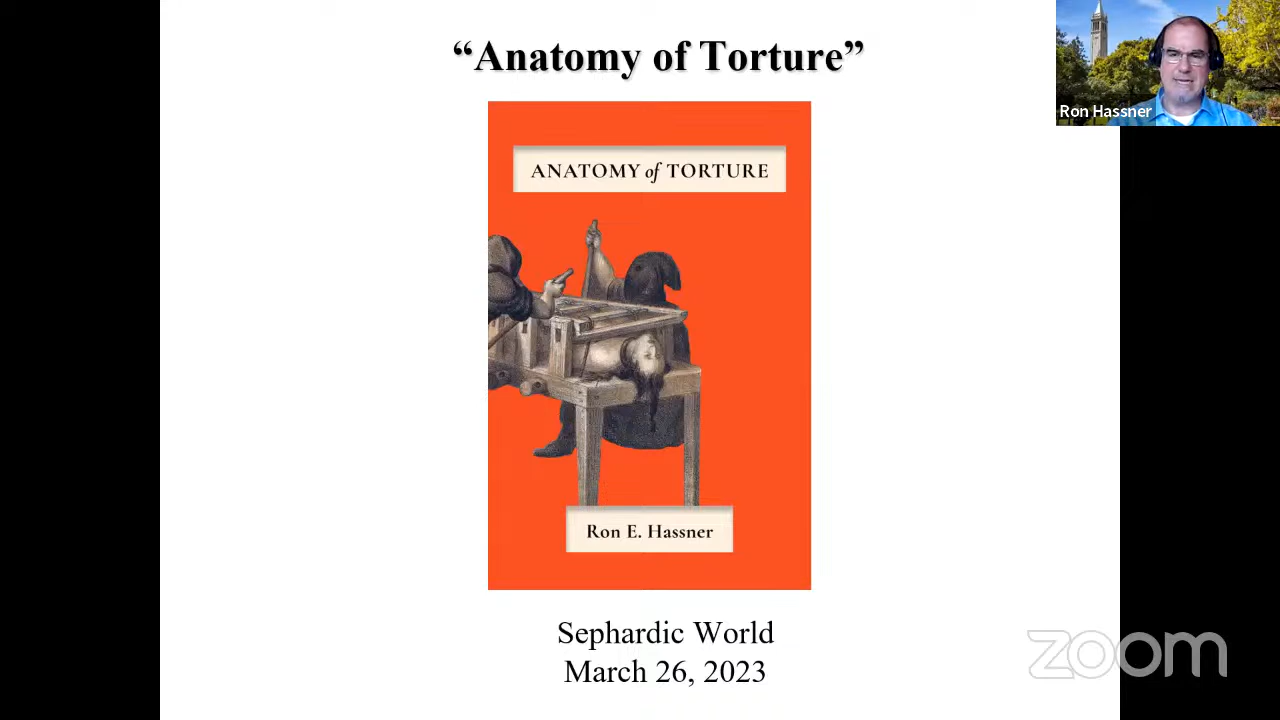 “Anatomy of Torture”
Ron Hassner
ANATOMY of TORTURE
Ron E. Hassner
Sephardic World
March 26, 2023
zoom